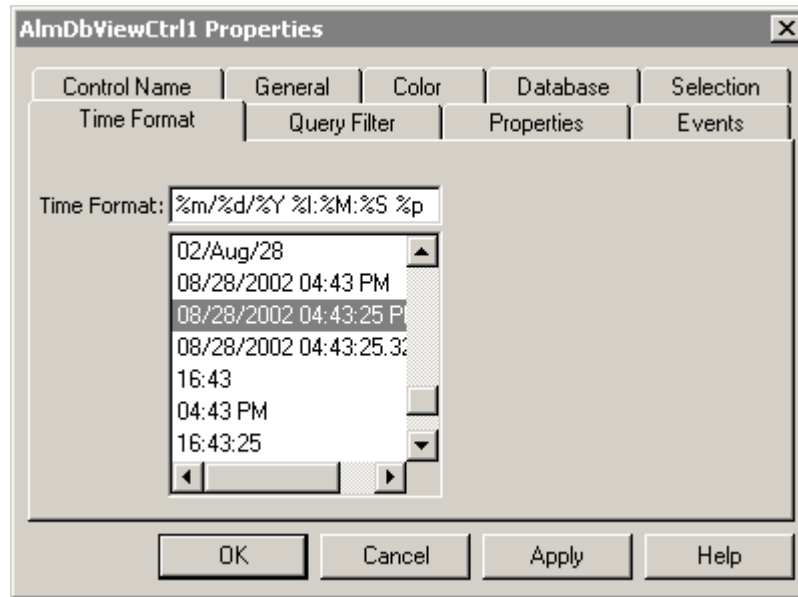 AlmDbViewCtrl1 Properties
Control Name General Color Database Selection
Time Format Query Filter Properties Events
Time Format: %m/%d/%Y %I:%M:%S %p
02/Aug/28
08/28/2002 04:43 PM
08/28/2002 04:43:25 P
08/28/2002 04:43:25.32
16:43
04:43 PM
16:43:25
OK Cancel Apply Help